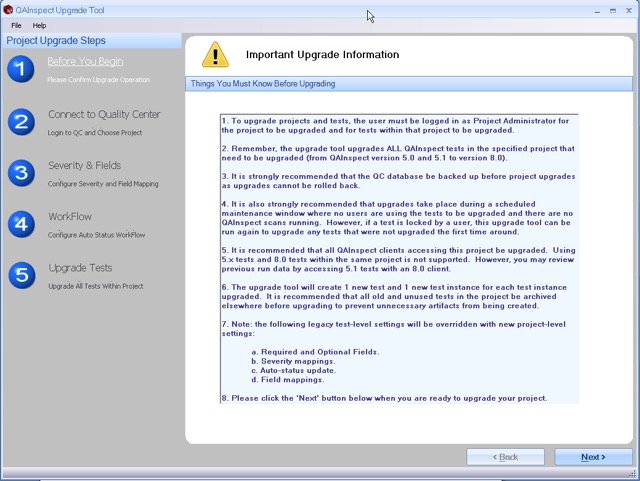 QAInspect Upgrade Tool
File Help
Project Upgrade Steps
1 Before You Begin
Please Confirm Upgrade Operation
2 Connect to Quality Center
Login to QC and Choose Project
3 Severity & Fields
Configure Severity and Field Mapping
4 WorkFlow
Configure Auto Status WorkFlow
5 Upgrade Tests
Upgrade All Tests Within Project
Important Upgrade Information
Things You Must Know Before Upgrading
1. To upgrade projects and tests, the user must be logged in as Project Administrator for
the project to be upgraded and for tests within that project to be upgraded.
2. Remember, the upgrade tool upgrades ALL QAInspect tests in the specified project that
need to be upgraded (from QAInspect version 5.0 and 5.1 to version 8.0).
3. It is strongly recommended that the QC database be backed up before project upgrades
as upgrades cannot be rolled back.
4. It is also strongly recommended that upgrades take place during a scheduled
maintenance window where no users are using the tests to be upgraded and there are no
QAInspect scans running. However, if a test is locked by a user, this upgrade tool can be
run again to upgrade any tests that were not upgraded the first time around.
5. It is recommended that all QAInspect clients accessing this project be upgraded. Using
5.x tests and 8.0 tests within the same project is not supported. However, you may review
previous run data by accessing 5.1 tests with an 8.0 client.
6. The upgrade tool will create 1 new test and 1 new test instance for each test instance
upgraded. It is recommended that all old and unused tests in the project be archived
elsewhere before upgrading to prevent unnecessary artifacts from being created.
7. Note: the following legacy test-level settings will be overridden with new project-level
settings:
a. Required and Optional Fields.
b. Severity mappings.
c. Auto-status update.
d. Field mappings.
8. Please click the 'Next' button below when you are ready to upgrade your project.
< Back Next >